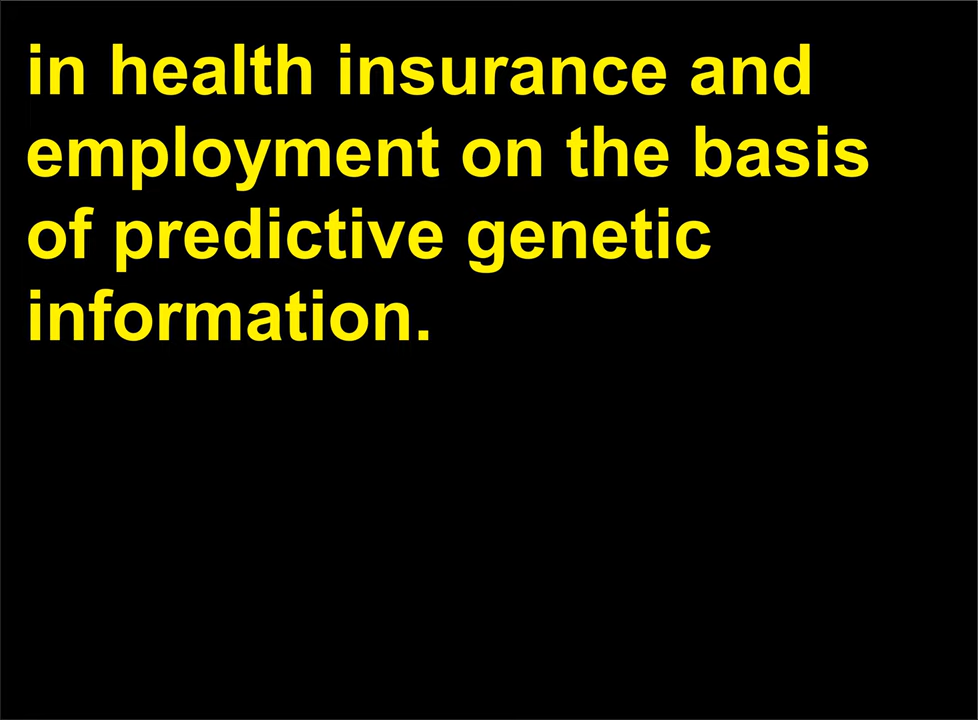 in health insurance and
employment on the basis
of predictive genetic
information.